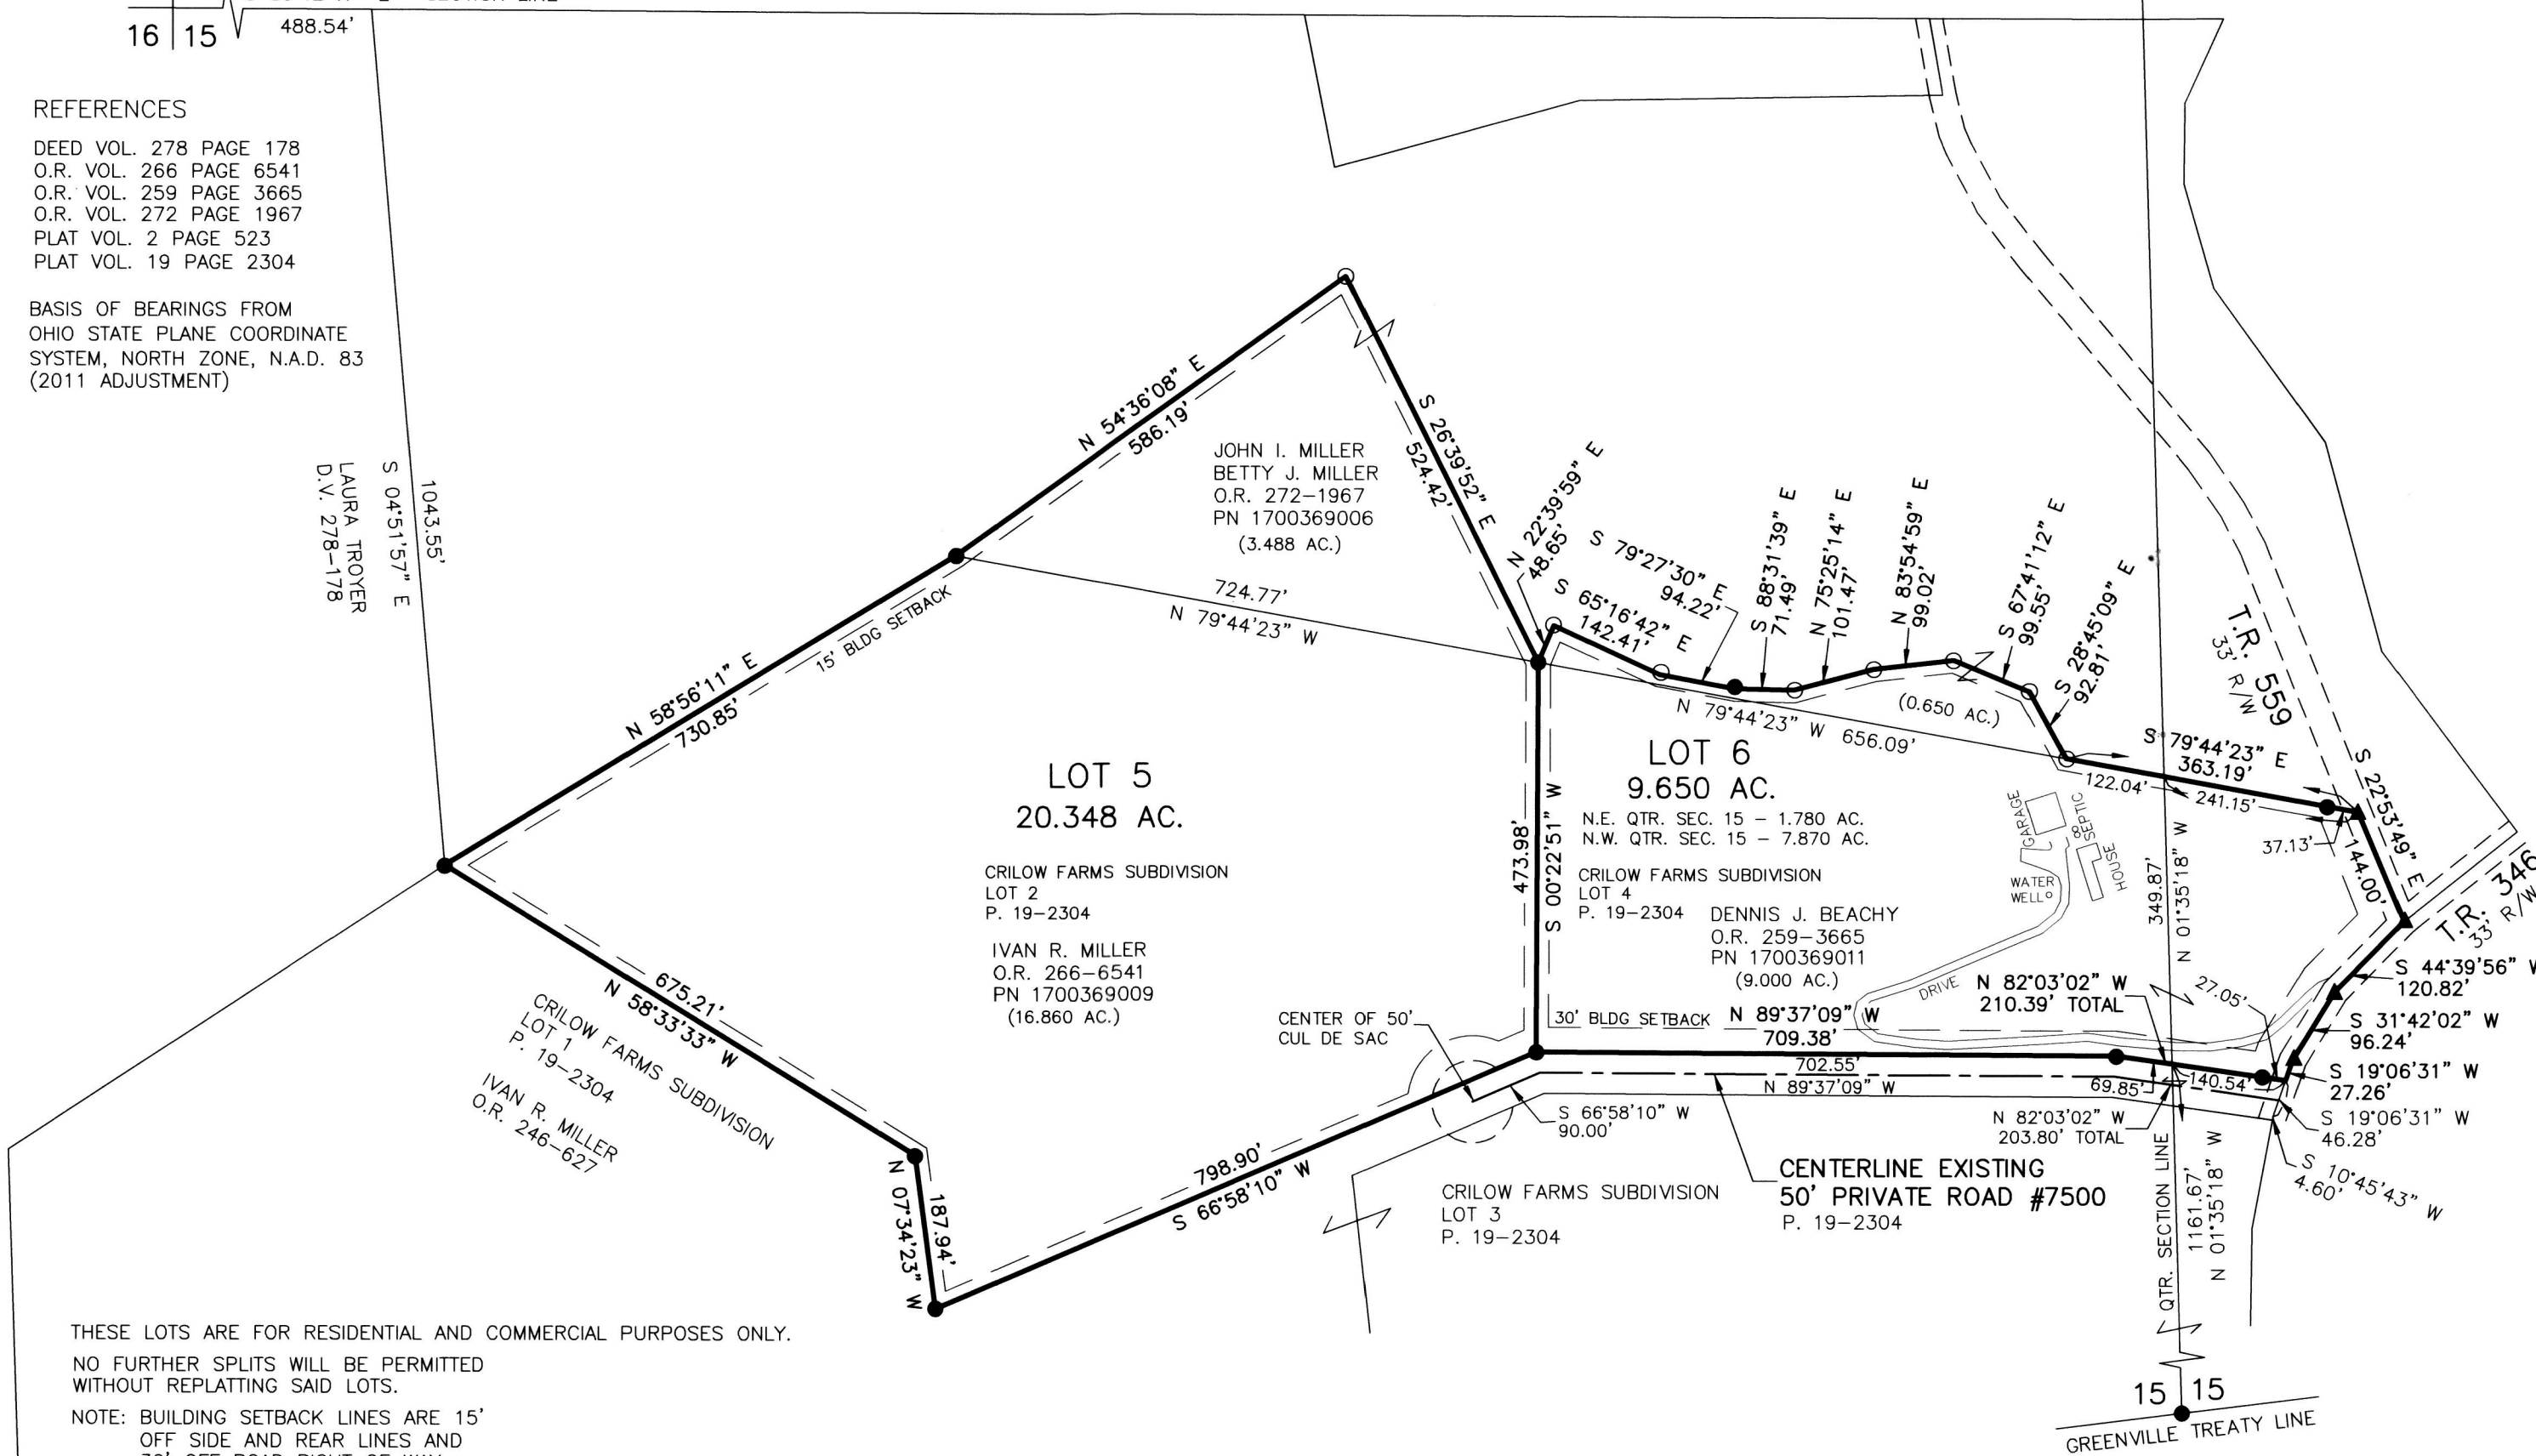 16 15
488.54'
REFERENCES
DEED VOL. 278 PAGE 178
O.R. VOL. 266 PAGE 6541
O.R. VOL. 259 PAGE 3665
O.R. VOL. 272 PAGE 1967
PLAT VOL. 2 PAGE 523
PLAT VOL. 19 PAGE 2304
BASIS OF BEARINGS FROM
OHIO STATE PLANE COORDINATE
SYSTEM, NORTH ZONE, N.A.D. 83
(2011 ADJUSTMENT)
LAURA TROYER
D.V. 278-178
S 04°51'57" E
1043.55'
N 58°56'11" E
730.85'
15' BLDG SETBACK
N 54°36'08" E
586.19'
JOHN I. MILLER
BETTY J. MILLER
O.R. 272-1967
PN 1700369006
(3.488 AC.)
S 26°39'52" E
524.42'
724.77'
N 79°44'23" W
N 22°39'59" E
48.65'
S 65°16'42" E
142.41'
S 79°27'30" E
94.22'
S 88°31'39" E
71.49'
N 75°25'14" E
101.47'
N 83°54'59" E
99.02'
S 67°41'12" E
99.55'
S 28°45'09" E
92.81'
N 79°44'23" W 656.09'
(0.650 AC.)
S 79°44'23" E
363.19'
122.04'
241.15'
37.13'
T.R. 559
33' R/W
S 22°53'49" E
144.00'
T.R. 346
33' R/W
LOT 5
20.348 AC.
CRILOW FARMS SUBDIVISION
LOT 2
P. 19-2304
IVAN R. MILLER
O.R. 266-6541
PN 1700369009
(16.860 AC.)
473.98'
S 00°22'51" W
LOT 6
9.650 AC.
N.E. QTR. SEC. 15 - 1.780 AC.
N.W. QTR. SEC. 15 - 7.870 AC.
CRILOW FARMS SUBDIVISION
LOT 4
P. 19-2304
DENNIS J. BEACHY
O.R. 259-3665
PN 1700369011
(9.000 AC.)
GARAGE
SEPTIC
HOUSE
WATER
WELL
DRIVE
349.87'
N 01°35'18" W
N 82°03'02" W
210.39' TOTAL
27.05'
S 44°39'56" W
120.82'
S 31°42'02" W
96.24'
S 19°06'31" W
27.26'
S 19°06'31" W
46.28'
S 10°45'43" W
4.60'
30' BLDG SETBACK
N 89°37'09" W
709.38'
702.55'
N 89°37'09" W
69.85'
140.54'
N 82°03'02" W
203.80' TOTAL
CENTER OF 50'
CUL DE SAC
S 66°58'10" W
90.00'
675.21'
N 58°33'33" W
CRILOW FARMS SUBDIVISION
LOT 1
P. 19-2304
IVAN R. MILLER
O.R. 246-627
N 07°34'23" W
187.94'
798.90'
S 66°58'10" W
CRILOW FARMS SUBDIVISION
LOT 3
P. 19-2304
CENTERLINE EXISTING
50' PRIVATE ROAD #7500
P. 19-2304
QTR. SECTION LINE
1161.67'
N 01°35'18" W
15 15
GREENVILLE TREATY LINE
THESE LOTS ARE FOR RESIDENTIAL AND COMMERCIAL PURPOSES ONLY.
NO FURTHER SPLITS WILL BE PERMITTED
WITHOUT REPLATTING SAID LOTS.
NOTE: BUILDING SETBACK LINES ARE 15'
OFF SIDE AND REAR LINES AND